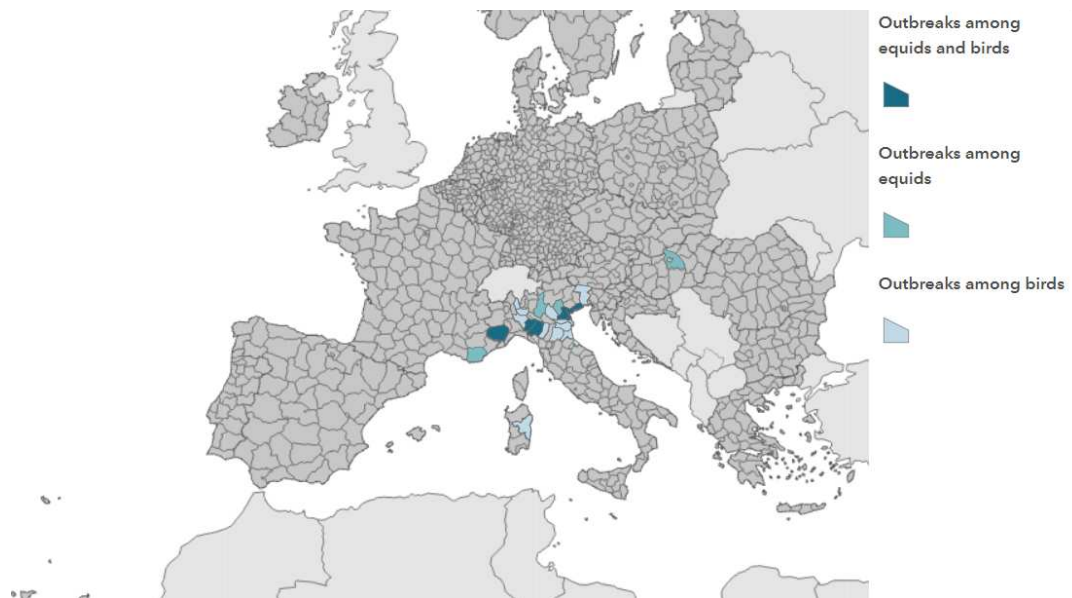 Outbreaks among
equids and birds
Outbreaks among
equids
Outbreaks among birds